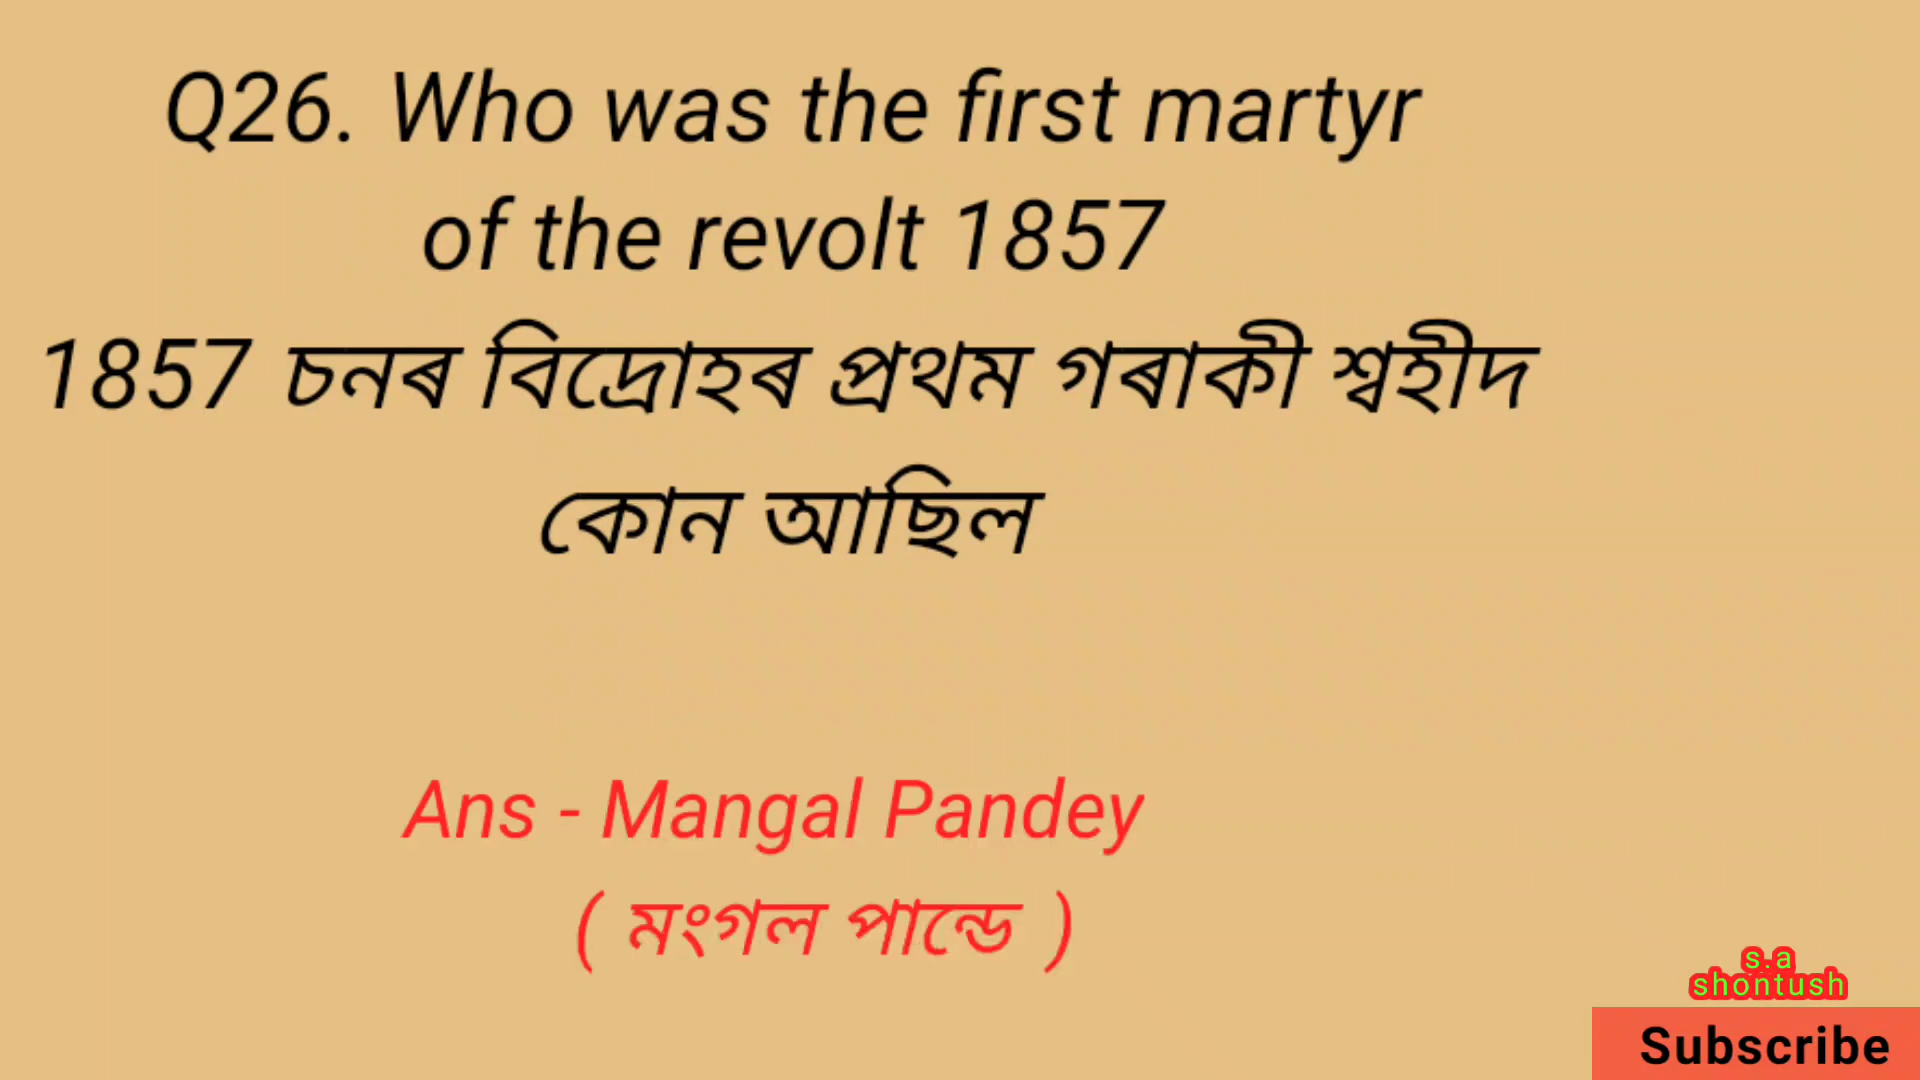 Q26. Who was the first martyr
of the revolt 1857
1857 চনৰ বিদ্ৰোহৰ প্ৰথম গৰাকী শ্বহীদ
কোন আছিল
Ans - Mangal Pandey
( মংগল পান্ডে )
s.a
shontush
Subscribe